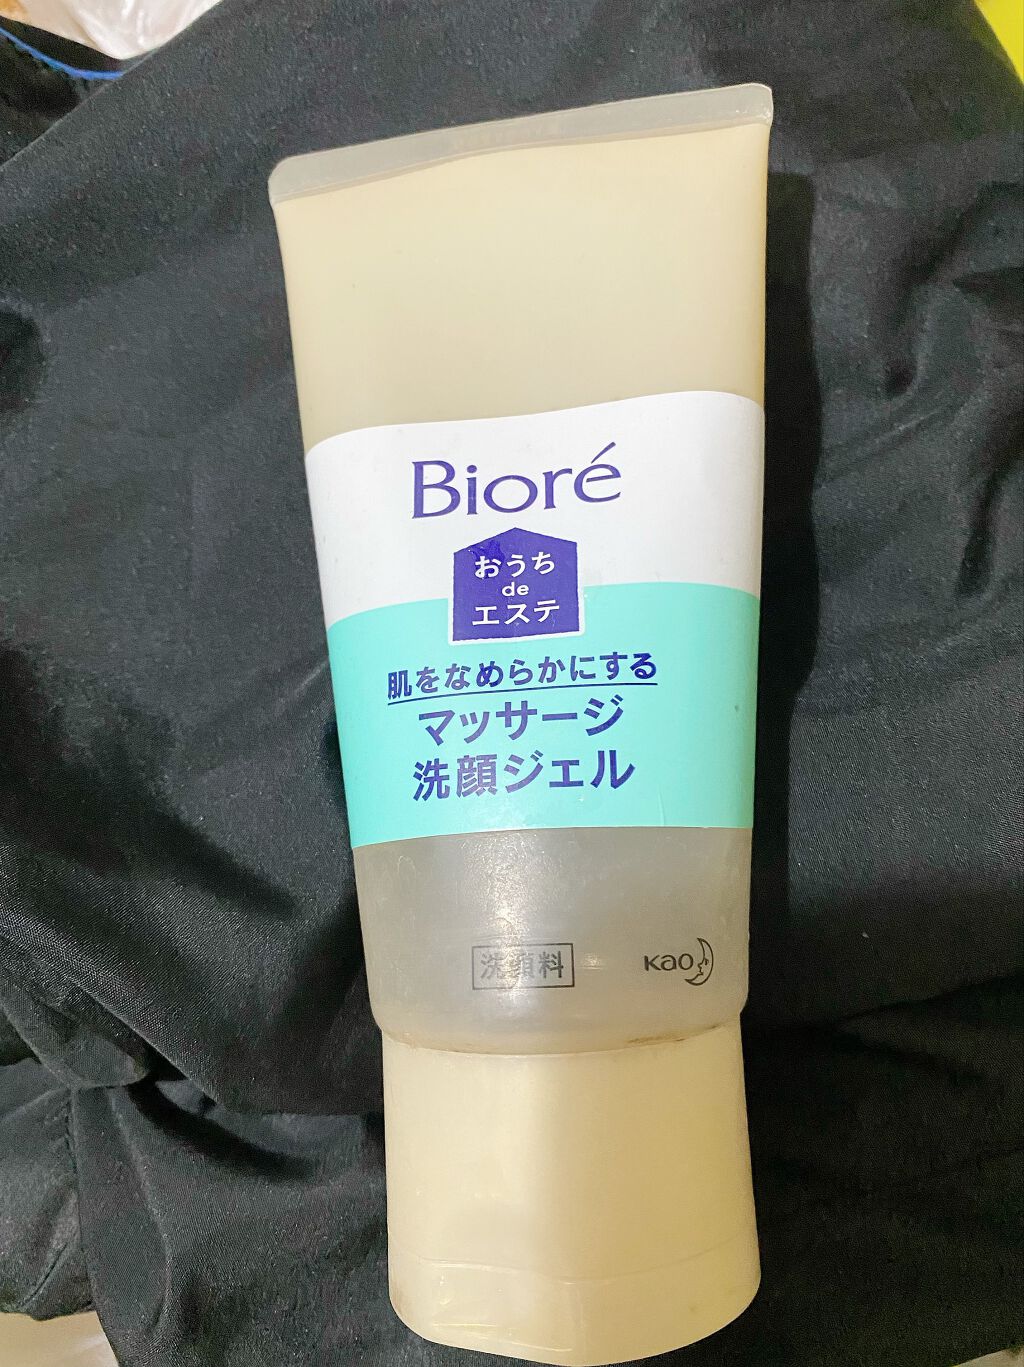 Bioré
おうち
de
エステ
肌をなめらかにする
マッサージ
洗顔ジェル
洗顔料
Kao